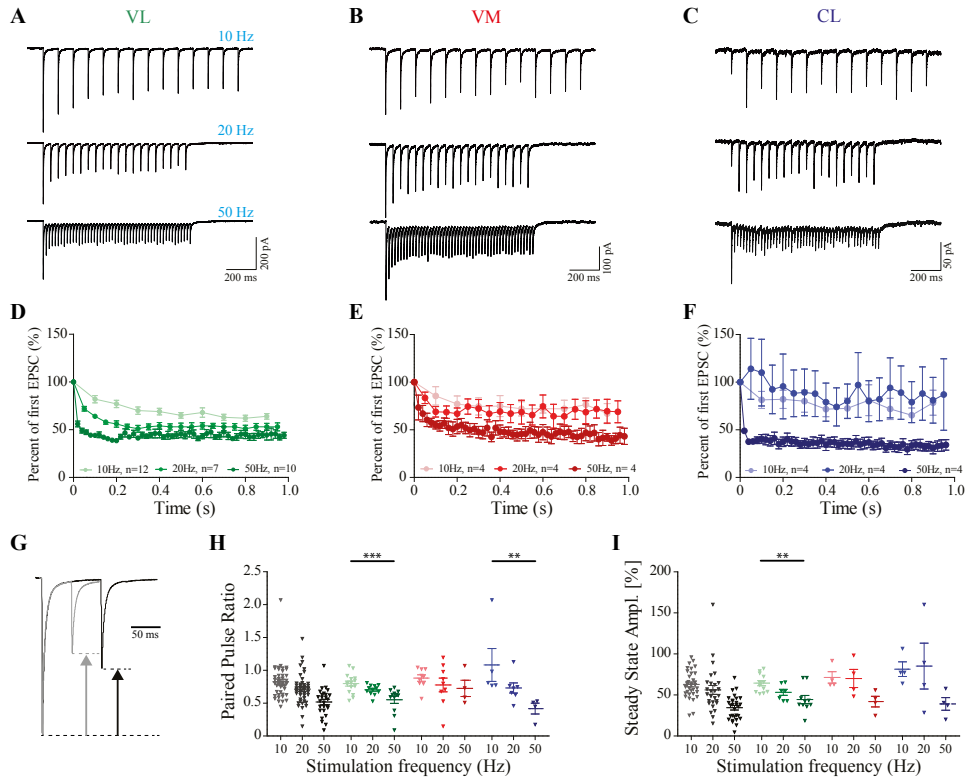 A VL
B VM
C CL
10 Hz
20 Hz
50 Hz
200 pA
200 ms
100 pA
200 ms
50 pA
200 ms
D
Percent of first EPSC (%)
150
100
50
0
10Hz, n=12 20Hz, n=7 50Hz, n=10
0 0.2 0.4 0.6 0.8 1.0
Time (s)
E
Percent of first EPSC (%)
150
100
50
0
10Hz, n=4 20Hz, n=4 50Hz, n= 4
0 0.2 0.4 0.6 0.8 1.0
Time (s)
F
Percent of first EPSC (%)
150
100
50
0
10Hz, n=4 20Hz, n=4 50Hz, n=4
0 0.2 0.4 0.6 0.8 1.0
Time (s)
G
50 ms
H
*** **
Paired Pulse Ratio
2.5
2.0
1.5
1.0
0.5
0
10 20 50 10 20 50 10 20 50 10 20 50
Stimulation frequency (Hz)
I
**
Steady State Ampl. [%]
200
150
100
50
0
10 20 50 10 20 50 10 20 50 10 20 50
Stimulation frequency (Hz)